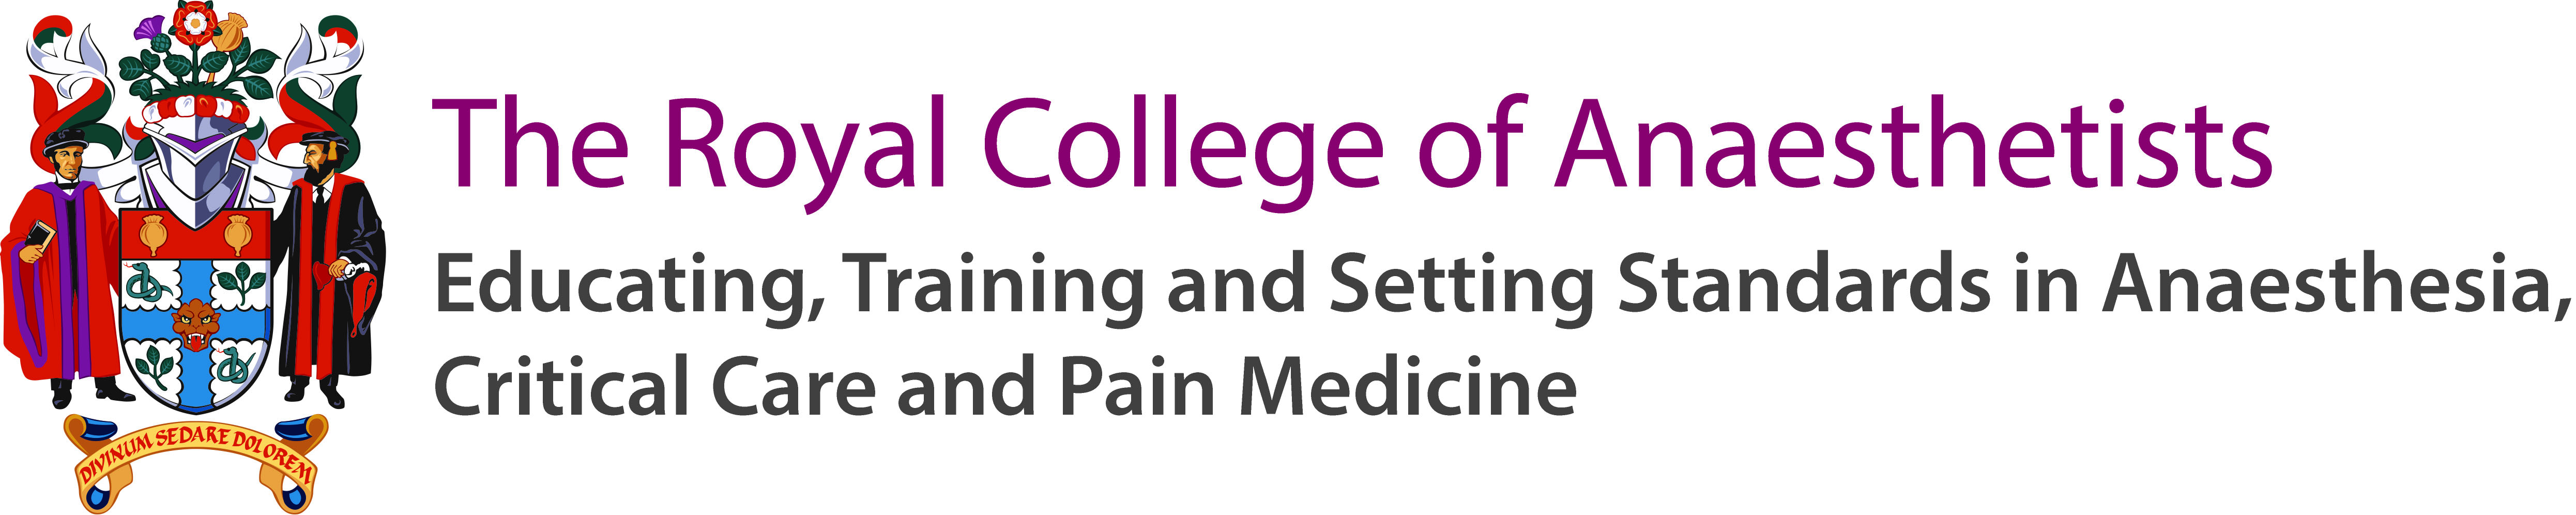 The Royal College of Anaesthetists
Educating, Training and Setting Standards in Anaesthesia,
Critical Care and Pain Medicine
DIVINUM SEDARE DOLOREM